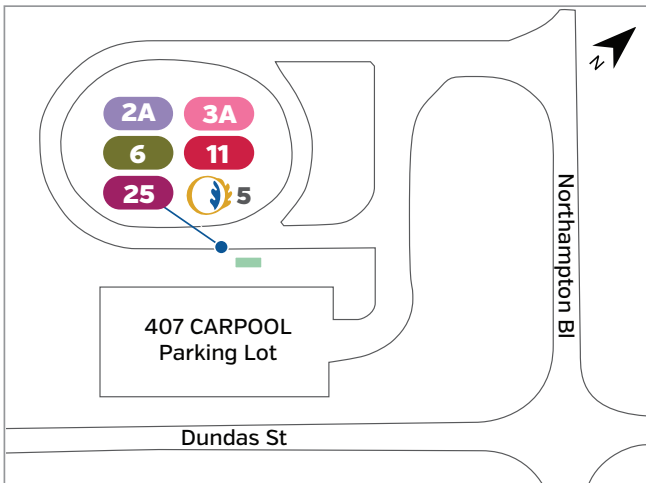 N
2A
3A
6
11
25
5
407 CARPOOL
Parking Lot
Northampton Bl
Dundas St